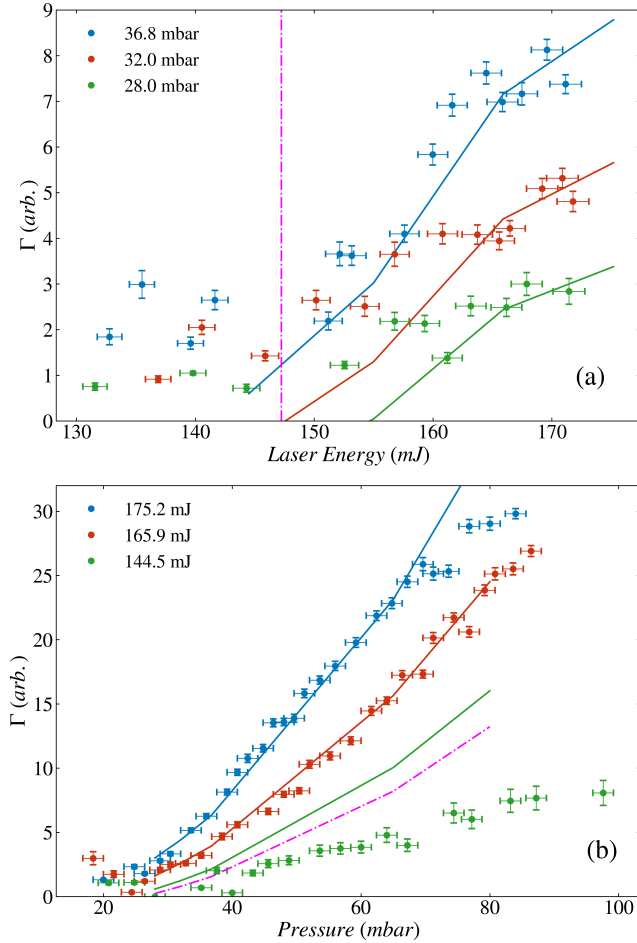 9
8
7
6
5
4
3
2
1
0
Γ (arb.)
36.8 mbar
32.0 mbar
28.0 mbar
(a)
130 140 150 160 170
Laser Energy (mJ)
30
25
20
15
10
5
0
Γ (arb.)
175.2 mJ
165.9 mJ
144.5 mJ
(b)
20 40 60 80 100
Pressure (mbar)